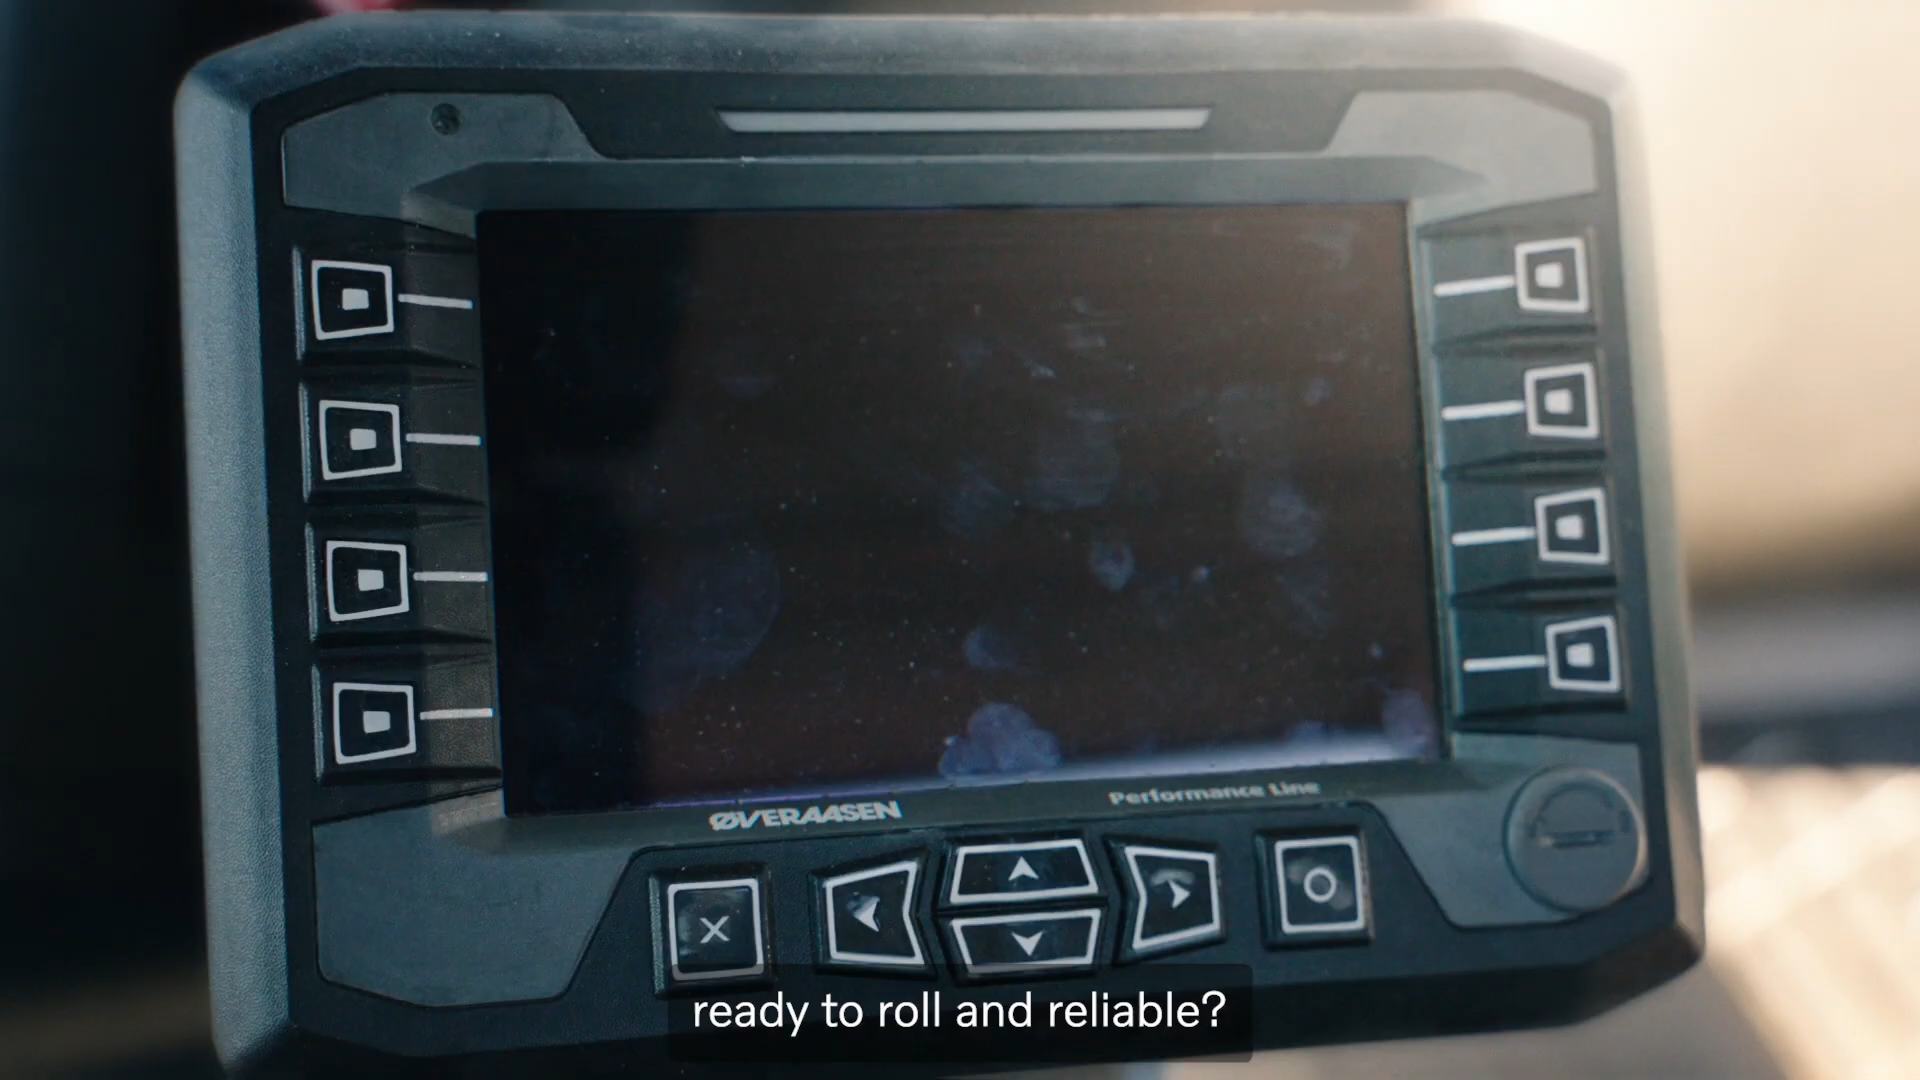 ØVERAASEN
Performance Line
X
ready to roll and reliable?